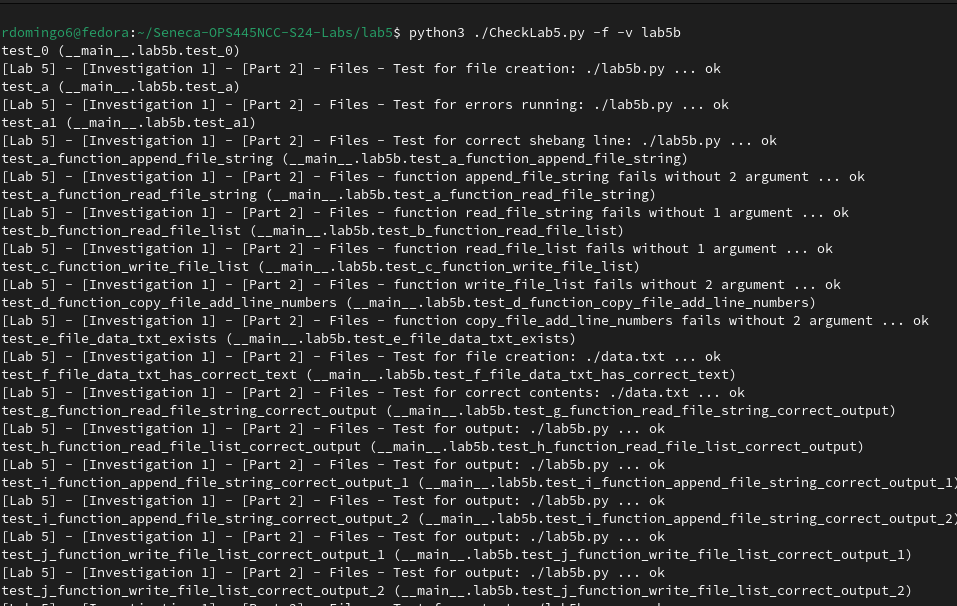 rdomingo6@fedora:~/Seneca-OPS445NCC-S24-Labs/lab5$ python3 ./CheckLab5.py -f -v lab5b
test_0 (__main__.lab5b.test_0)
[Lab 5] - [Investigation 1] - [Part 2] - Files - Test for file creation: ./lab5b.py ... ok
test_a (__main__.lab5b.test_a)
[Lab 5] - [Investigation 1] - [Part 2] - Files - Test for errors running: ./lab5b.py ... ok
test_a1 (__main__.lab5b.test_a1)
[Lab 5] - [Investigation 1] - [Part 2] - Files - Test for correct shebang line: ./lab5b.py ... ok
test_a_function_append_file_string (__main__.lab5b.test_a_function_append_file_string)
[Lab 5] - [Investigation 1] - [Part 2] - Files - function append_file_string fails without 2 argument ... ok
test_a_function_read_file_string (__main__.lab5b.test_a_function_read_file_string)
[Lab 5] - [Investigation 1] - [Part 2] - Files - function read_file_string fails without 1 argument ... ok
test_b_function_read_file_list (__main__.lab5b.test_b_function_read_file_list)
[Lab 5] - [Investigation 1] - [Part 2] - Files - function read_file_list fails without 1 argument ... ok
test_c_function_write_file_list (__main__.lab5b.test_c_function_write_file_list)
[Lab 5] - [Investigation 1] - [Part 2] - Files - function write_file_list fails without 2 argument ... ok
test_d_function_copy_file_add_line_numbers (__main__.lab5b.test_d_function_copy_file_add_line_numbers)
[Lab 5] - [Investigation 1] - [Part 2] - Files - function copy_file_add_line_numbers fails without 2 argument ... ok
test_e_file_data_txt_exists (__main__.lab5b.test_e_file_data_txt_exists)
[Lab 5] - [Investigation 1] - [Part 2] - Files - Test for file creation: ./data.txt ... ok
test_f_file_data_txt_has_correct_text (__main__.lab5b.test_f_file_data_txt_has_correct_text)
[Lab 5] - [Investigation 1] - [Part 2] - Files - Test for correct contents: ./data.txt ... ok
test_g_function_read_file_string_correct_output (__main__.lab5b.test_g_function_read_file_string_correct_output)
[Lab 5] - [Investigation 1] - [Part 2] - Files - Test for output: ./lab5b.py ... ok
test_h_function_read_file_list_correct_output (__main__.lab5b.test_h_function_read_file_list_correct_output)
[Lab 5] - [Investigation 1] - [Part 2] - Files - Test for output: ./lab5b.py ... ok
test_i_function_append_file_string_correct_output_1 (__main__.lab5b.test_i_function_append_file_string_correct_output_1)
[Lab 5] - [Investigation 1] - [Part 2] - Files - Test for output: ./lab5b.py ... ok
test_i_function_append_file_string_correct_output_2 (__main__.lab5b.test_i_function_append_file_string_correct_output_2)
[Lab 5] - [Investigation 1] - [Part 2] - Files - Test for output: ./lab5b.py ... ok
test_j_function_write_file_list_correct_output_1 (__main__.lab5b.test_j_function_write_file_list_correct_output_1)
[Lab 5] - [Investigation 1] - [Part 2] - Files - Test for output: ./lab5b.py ... ok
test_j_function_write_file_list_correct_output_2 (__main__.lab5b.test_j_function_write_file_list_correct_output_2)